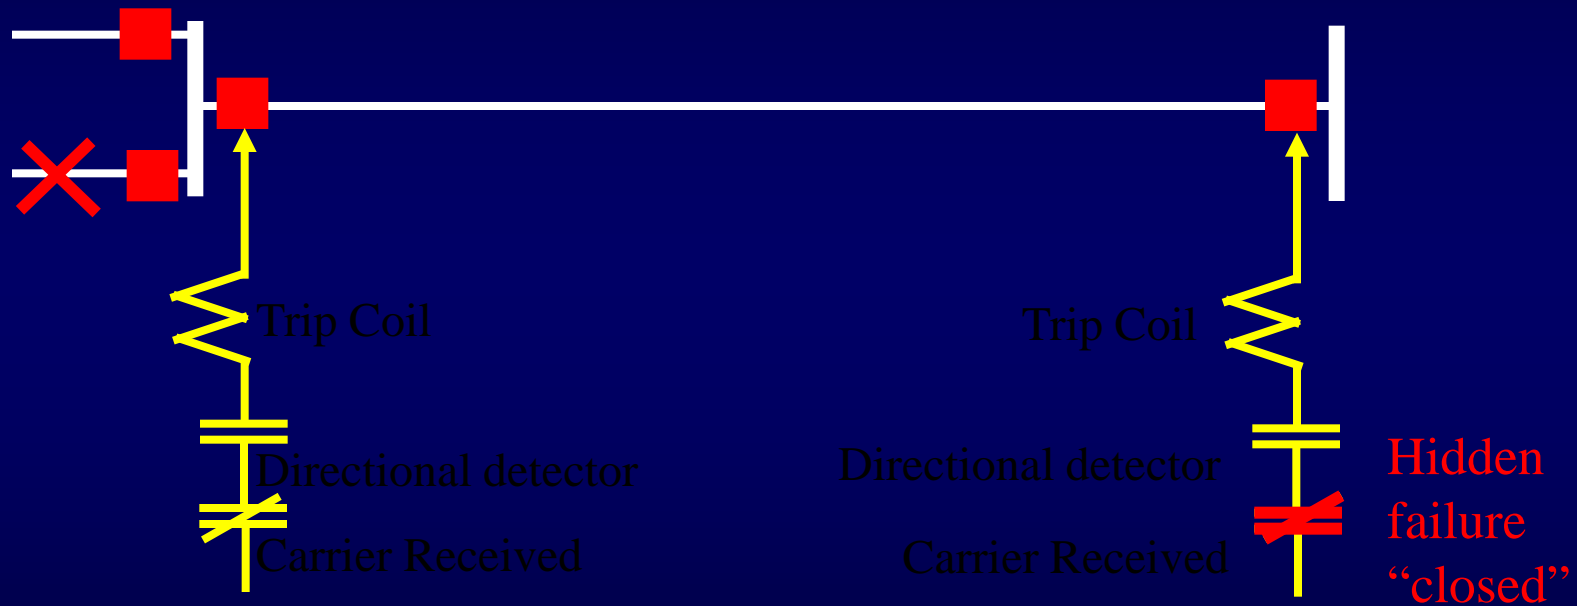 Trip Coil
Trip Coil
Directional detector
Directional detector
Hidden
failure
“closed”
Carrier Received
Carrier Received